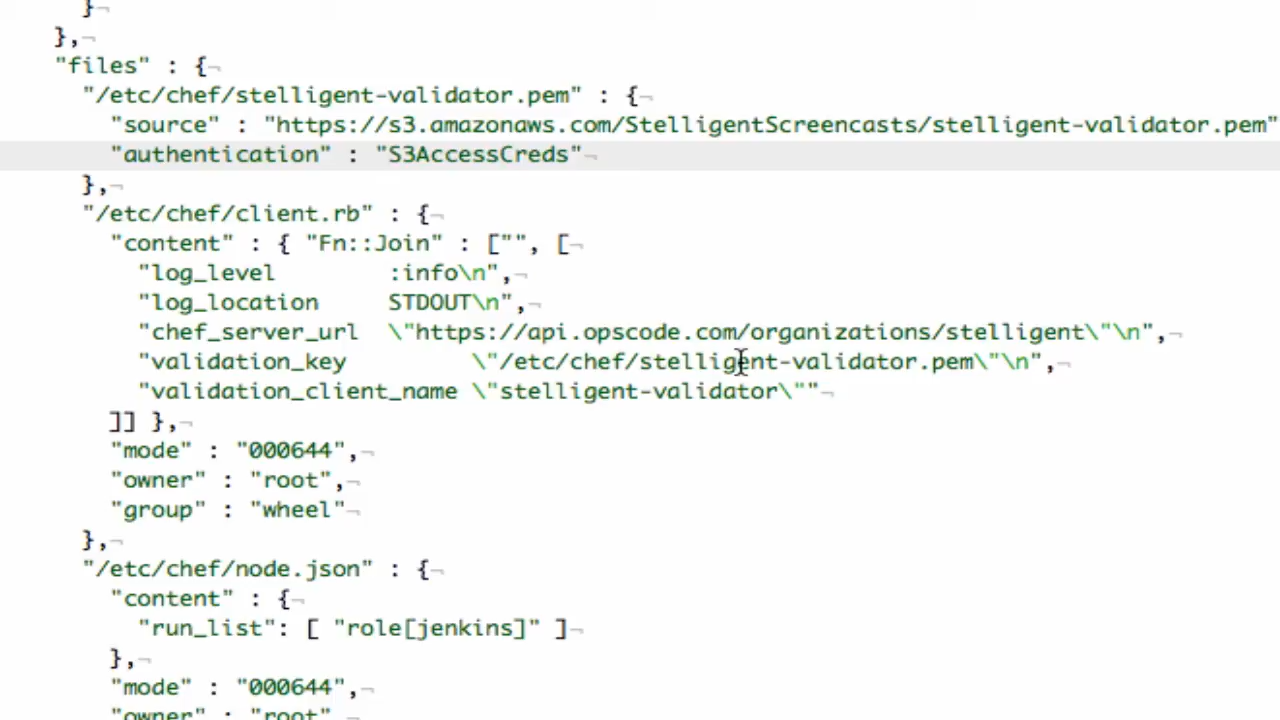 }¬
},¬
"files" : {¬
"/etc/chef/stelligent-validator.pem" : {¬
"source" : "https://s3.amazonaws.com/StelligentScreencasts/stelligent-validator.pem"
"authentication" : "S3AccessCreds"¬
},¬
"/etc/chef/client.rb" : {¬
"content" : { "Fn::Join" : ["", [¬
"log_level        :info\n",¬
"log_location     STDOUT\n",¬
"chef_server_url  \"https://api.opscode.com/organizations/stelligent\"\n",¬
"validation_key         \"/etc/chef/stelligent-validator.pem\"\n",¬
"validation_client_name \"stelligent-validator\""¬
]] },¬
"mode" : "000644",¬
"owner" : "root",¬
"group" : "wheel"¬
},¬
"/etc/chef/node.json" : {¬
"content" : {¬
"run_list": [ "role[jenkins]" ]¬
},¬
"mode" : "000644",¬
"owner" : "root",